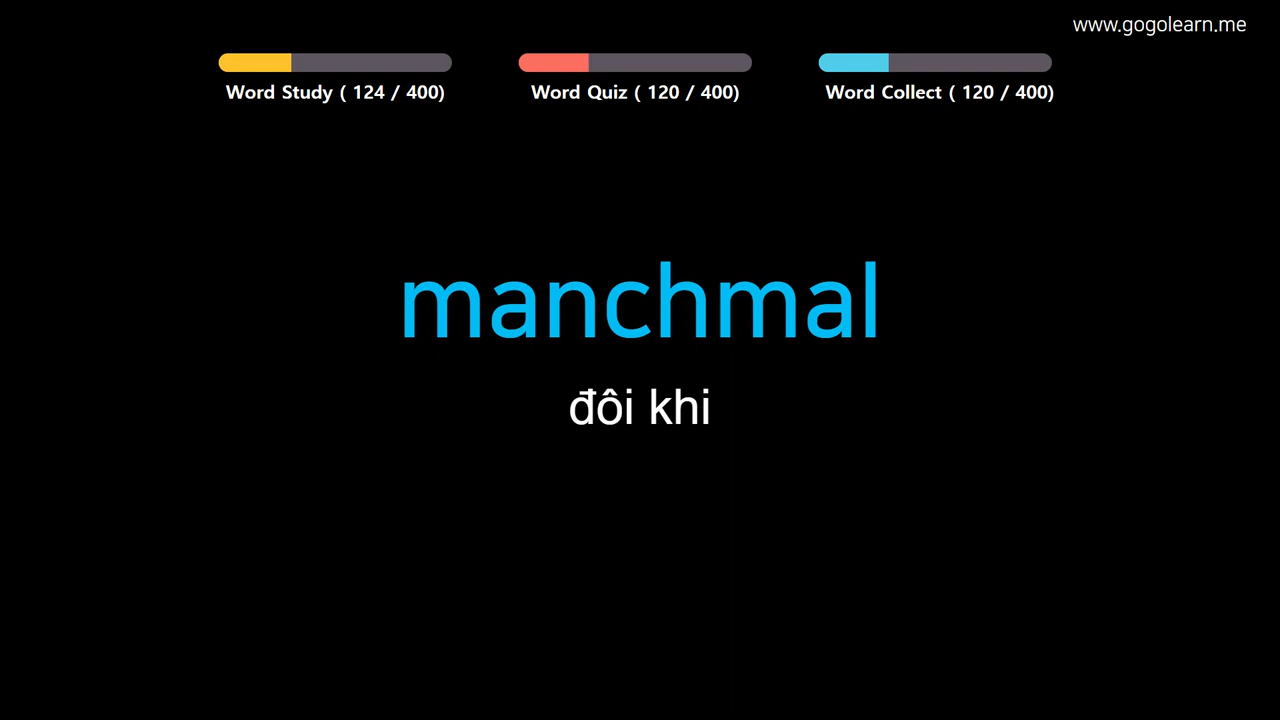 www.gogolearn.me
Word Study ( 124 / 400)
Word Quiz ( 120 / 400)
Word Collect ( 120 / 400)
manchmal
đôi khi